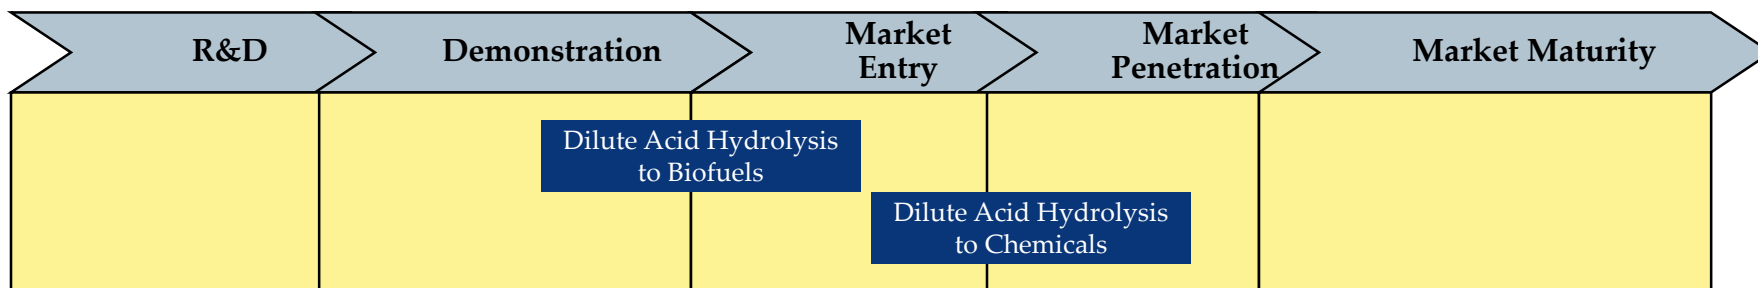 R&D
Demonstration
Market
Entry
Market
Penetration
Market Maturity
Dilute Acid Hydrolysis
to Biofuels
Dilute Acid Hydrolysis
to Chemicals